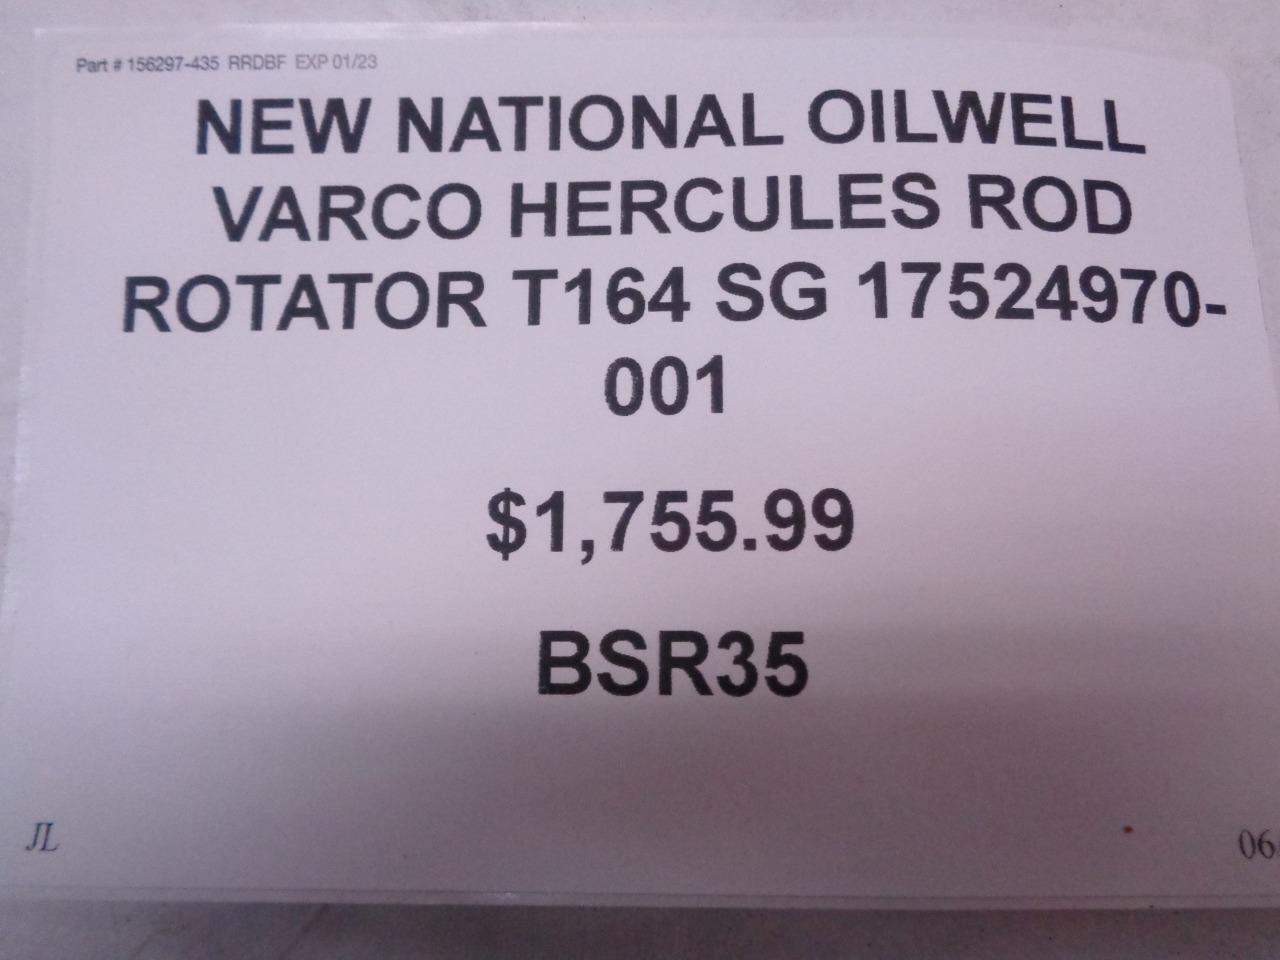 Part # 156297-435 RRDBF EXP 01/23
NEW NATIONAL OILWELL
VARCO HERCULES ROD
ROTATOR T164 SG 17524970-
001
$1,755.99
BSR35
JL
06